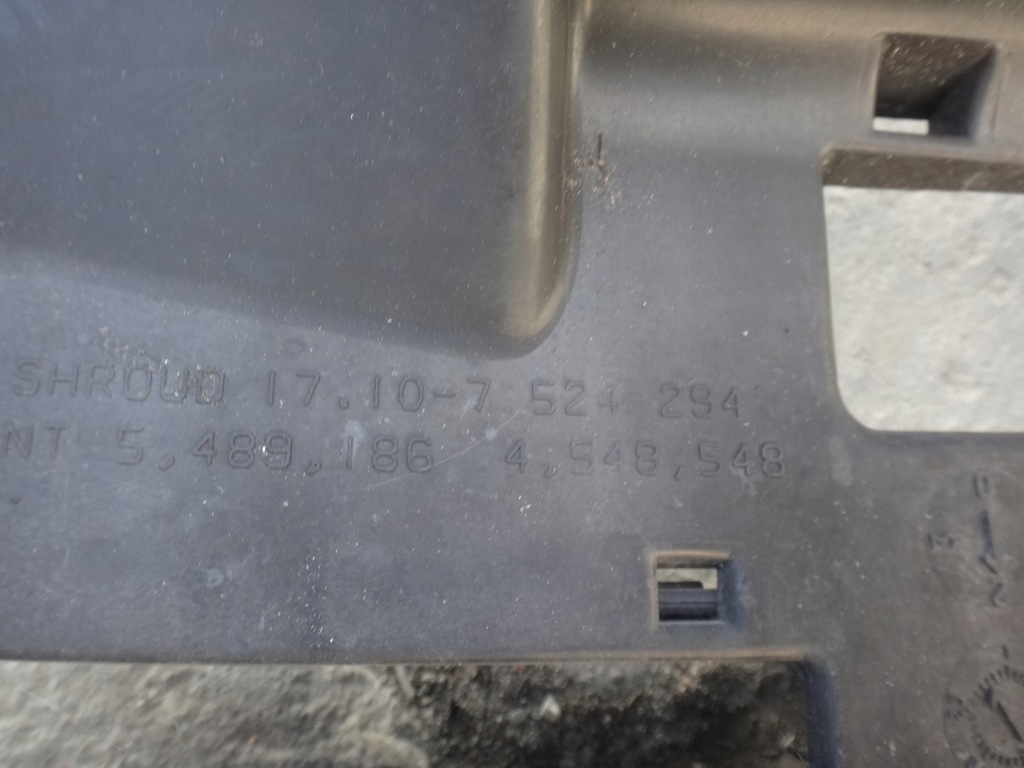 SHROUD 17.10-7 524 294
NT 5,489,186 4,548,548